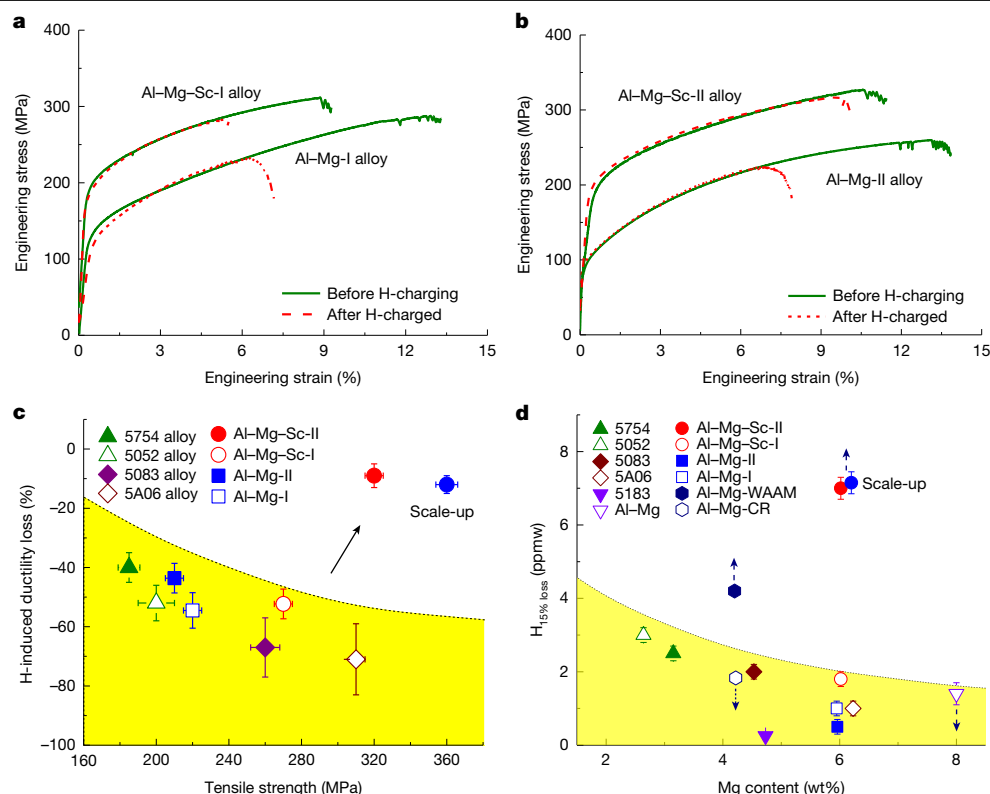 a
400
300
200
100
0
Engineering stress (MPa)
Al–Mg–Sc-I alloy
Al–Mg-I alloy
Before H-charging
After H-charged
0 3 6 9 12 15
Engineering strain (%)
b
400
300
200
100
0
Engineering stress (MPa)
Al–Mg–Sc-II alloy
Al–Mg-II alloy
Before H-charging
After H-charged
0 3 6 9 12 15
Engineering strain (%)
c
0
–20
–40
–60
–80
–100
H-induced ductility loss (%)
5754 alloy
5052 alloy
5083 alloy
5A06 alloy
Al–Mg–Sc-II
Al–Mg–Sc-I
Al-Mg-II
Al-Mg-I
Scale-up
160 200 240 280 320 360
Tensile strength (MPa)
d
8
6
4
2
0
H15% loss (ppmw)
5754
5052
5083
5A06
5183
Al–Mg
Al–Mg–Sc-II
Al–Mg–Sc-I
Al–Mg-II
Al–Mg-I
Al-Mg-WAAM
Al-Mg-CR
Scale-up
2 4 6 8
Mg content (wt%)